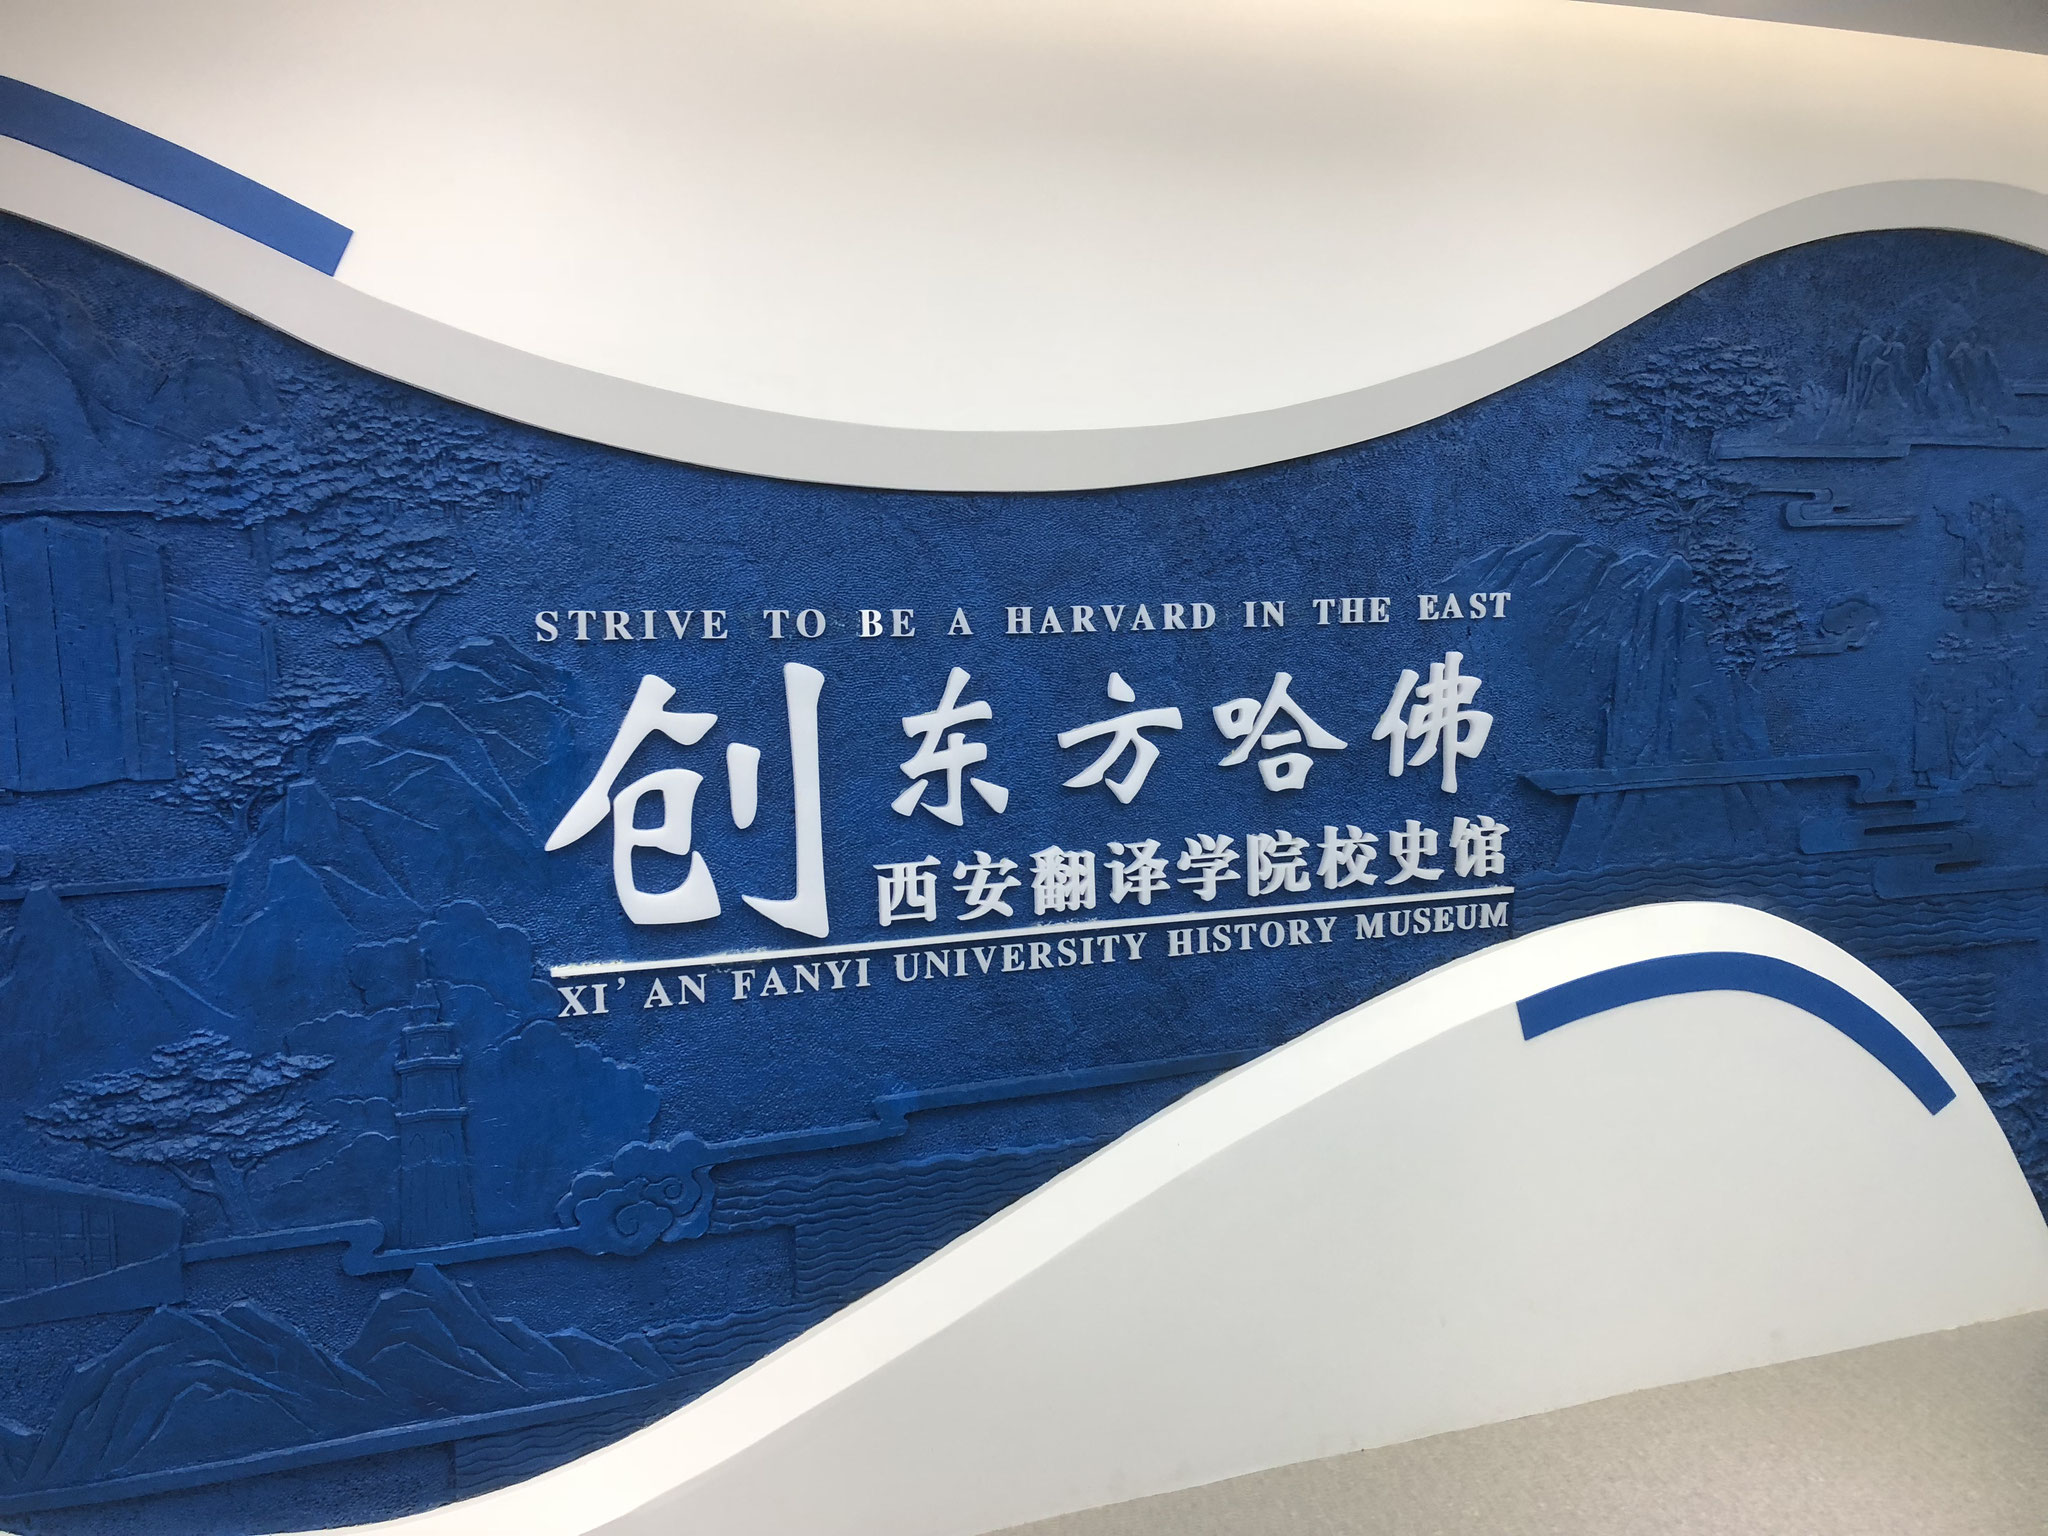 STRIVE TO BE A HARVARD IN THE EAST
创东方哈佛
西安翻译学院校史馆
XI'AN FANYI UNIVERSITY HISTORY MUSEUM